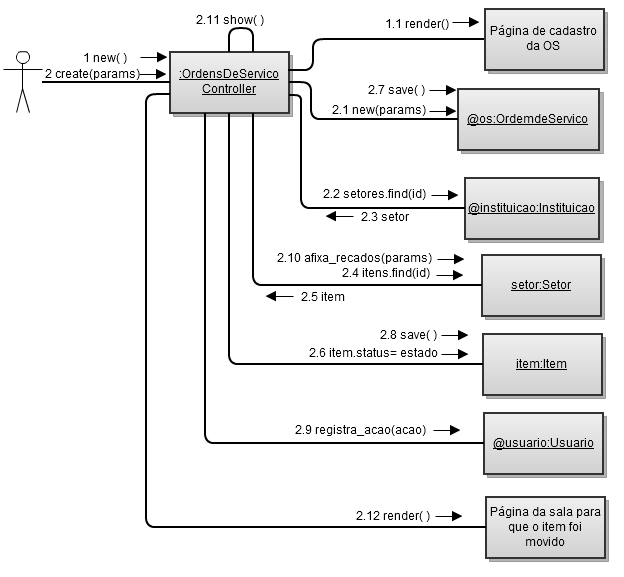 2.11 show( )
1.1 render()
Página de cadastro
da OS
1 new( )
2 create(params)
:OrdensDeServico
Controller
2.7 save( )
2.1 new(params)
@os:OrdemdeServico
2.2 setores.find(id)
2.3 setor
@instituicao:Instituicao
2.10 afixa_recados(params)
2.4 itens.find(id)
2.5 item
setor:Setor
2.8 save( )
2.6 item.status= estado
item:Item
2.9 registra_acao(acao)
@usuario:Usuario
2.12 render( )
Página da sala para
que o item foi
movido